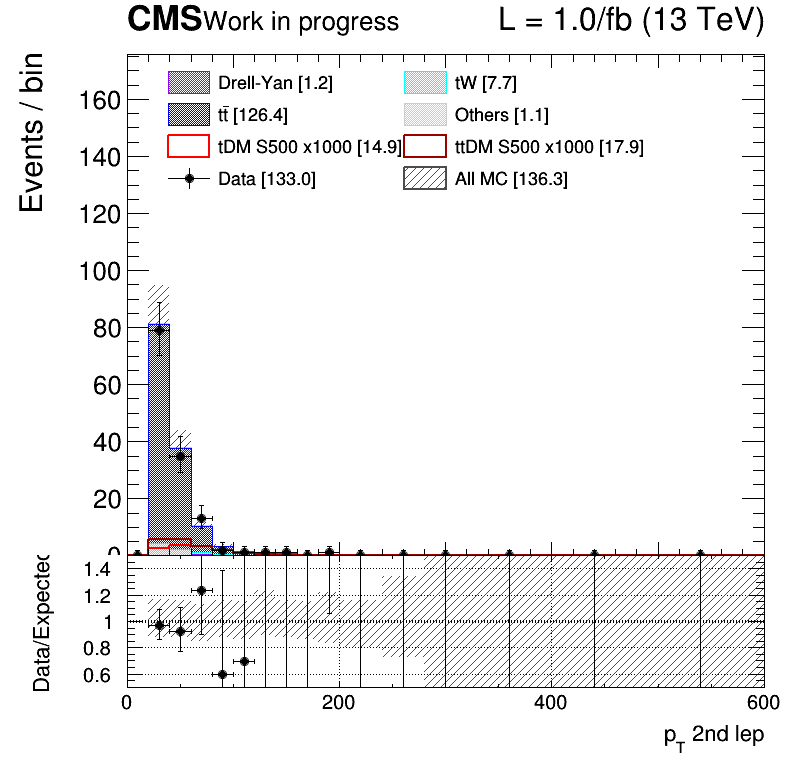 CMS Work in progress L = 1.0/fb (13 TeV)
Events / bin
Drell-Yan [1.2] tW [7.7]
tt̄ [126.4] Others [1.1]
tDM S500 x1000 [14.9] ttDM S500 x1000 [17.9]
Data [133.0] All MC [136.3]
160
140
120
100
80
60
40
20
0
Data/Expected
1.4
1.2
1
0.8
0.6
0 200 400 600
pT 2nd lep